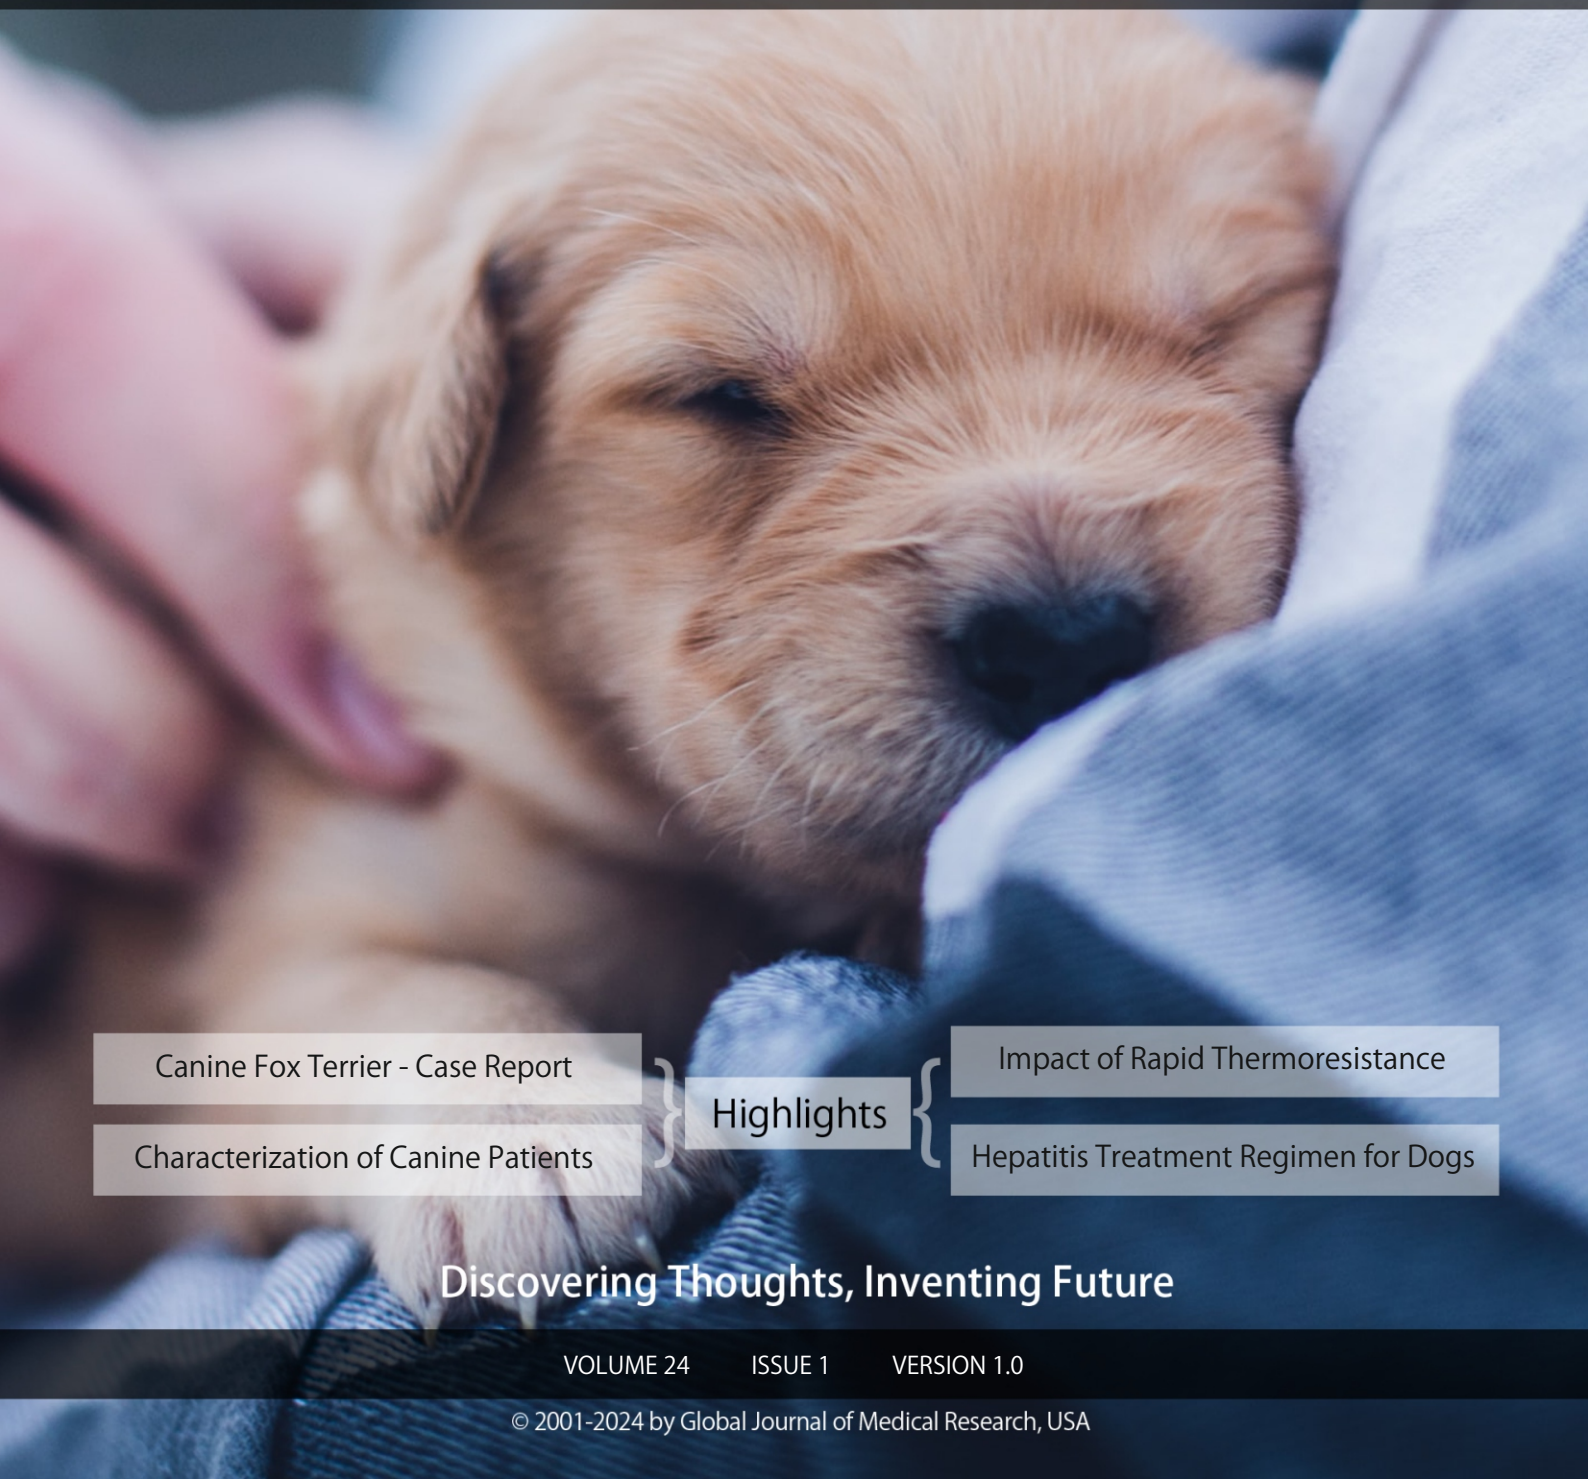 Canine Fox Terrier - Case Report
Characterization of Canine Patients
Highlights
Impact of Rapid Thermoresistance
Hepatitis Treatment Regimen for Dogs
Discovering Thoughts, Inventing Future
VOLUME 24 ISSUE 1 VERSION 1.0
© 2001-2024 by Global Journal of Medical Research, USA